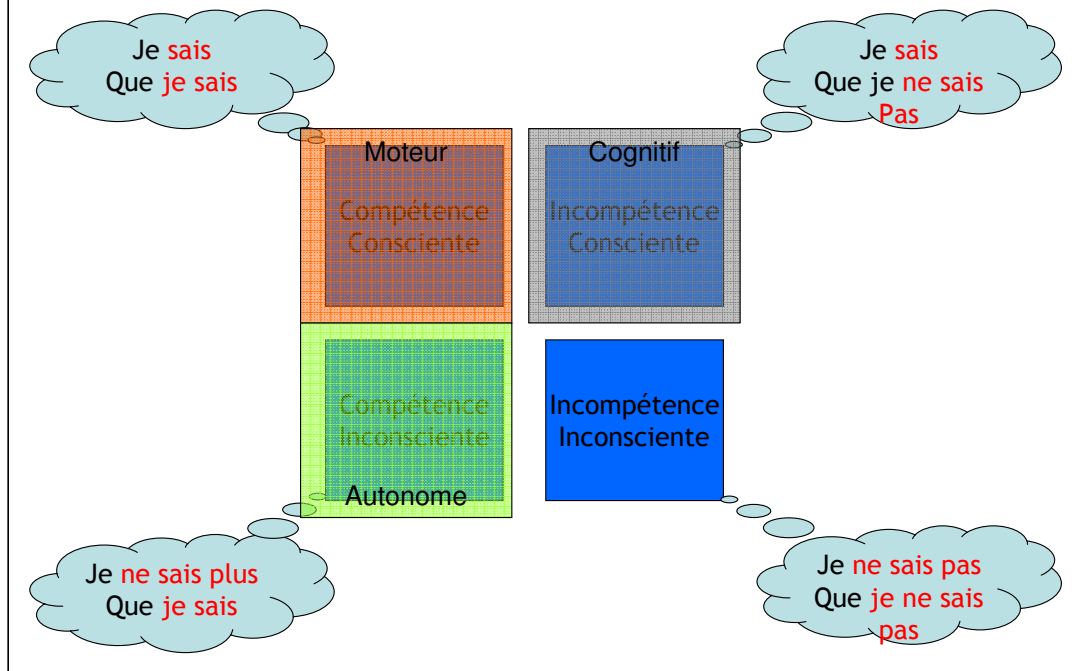 Je sais
Que je sais
Je sais
Que je ne sais
Pas
Moteur
Compétence
Consciente
Cognitif
Incompétence
Consciente
Compétence
Inconsciente
Autonome
Incompétence
Inconsciente
Je ne sais plus
Que je sais
Je ne sais pas
Que je ne sais
pas